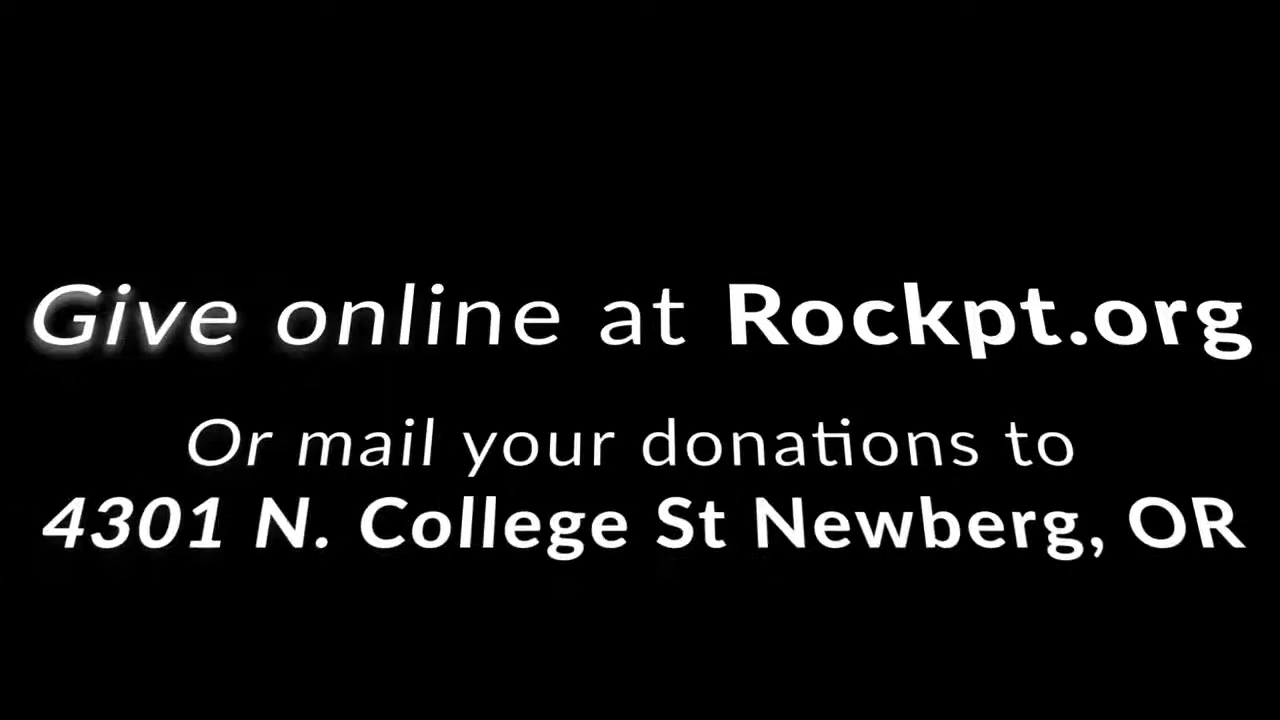 Give online at Rockpt.org
Or mail your donations to
4301 N. College St Newberg, OR